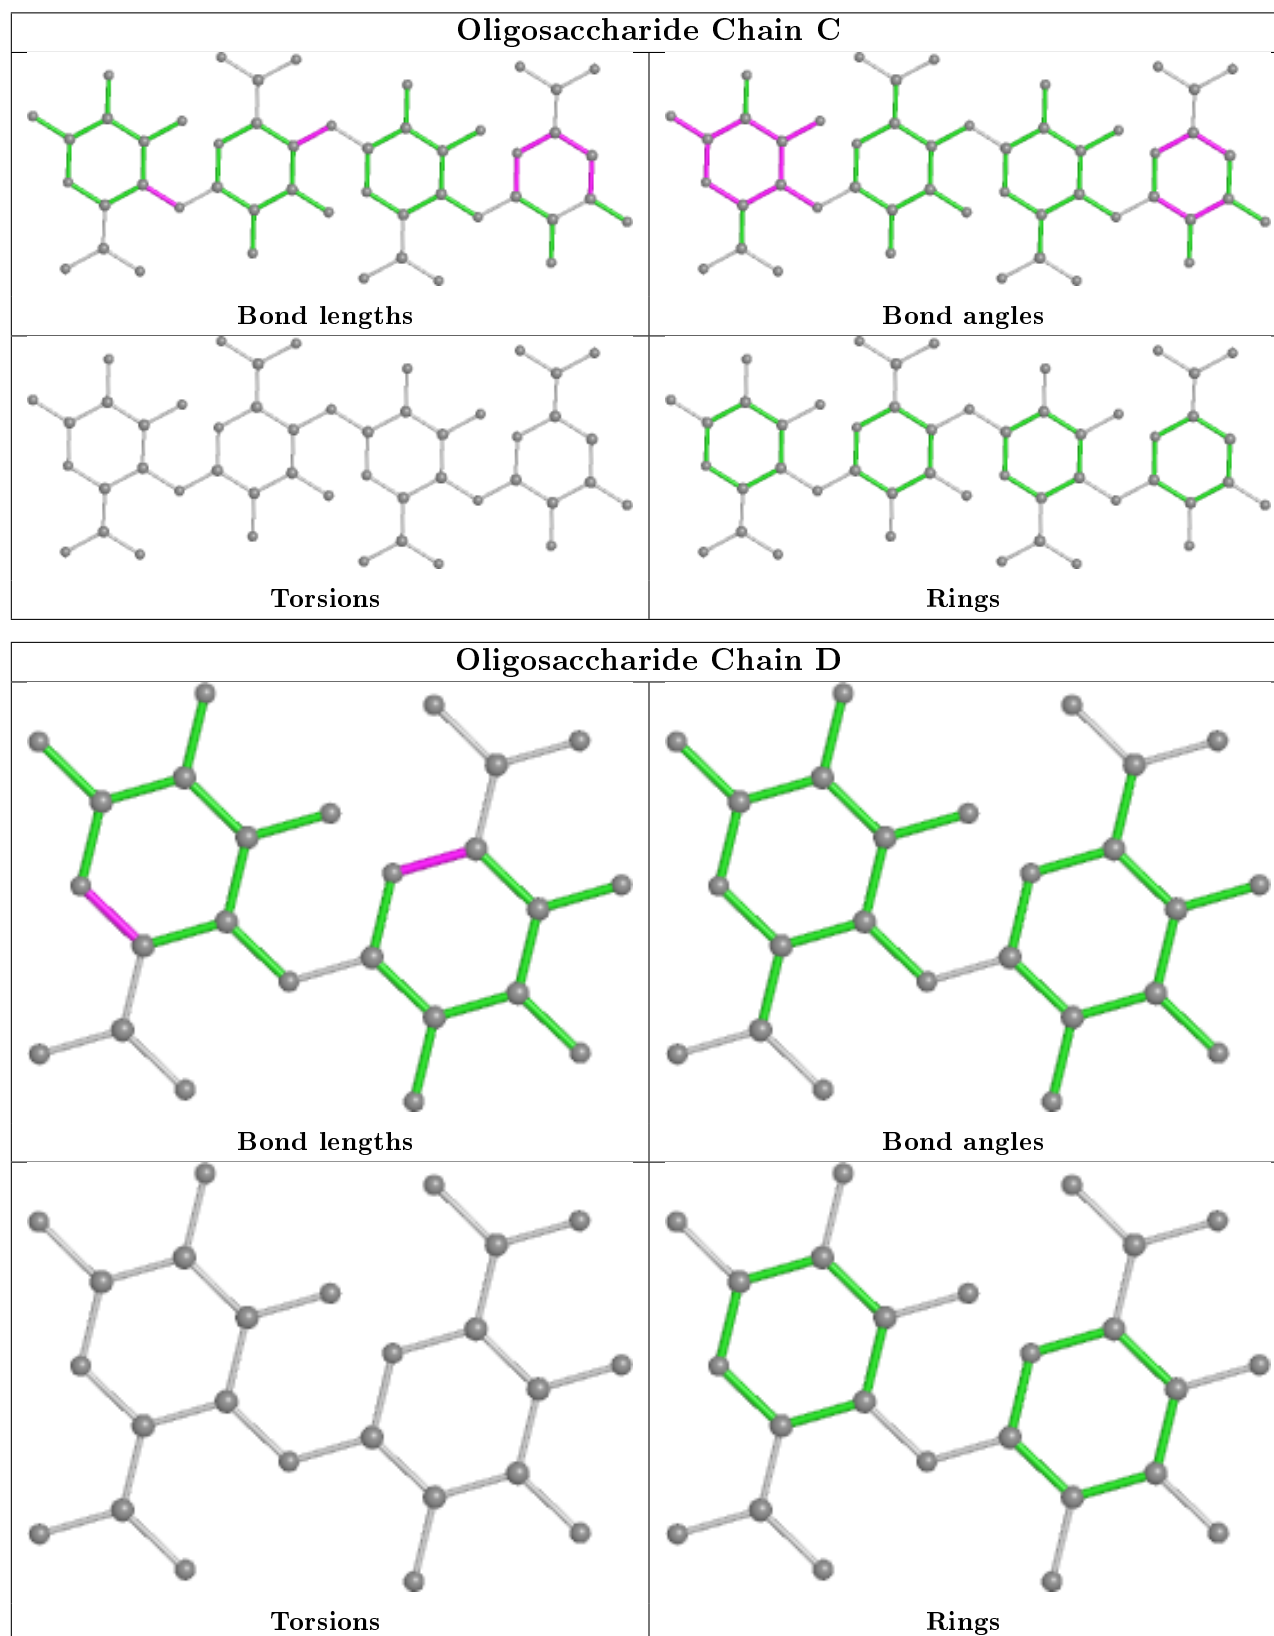 Oligosaccharide Chain C
Bond lengths
Bond angles
Torsions
Rings
Oligosaccharide Chain D
Bond lengths
Bond angles
Torsions
Rings